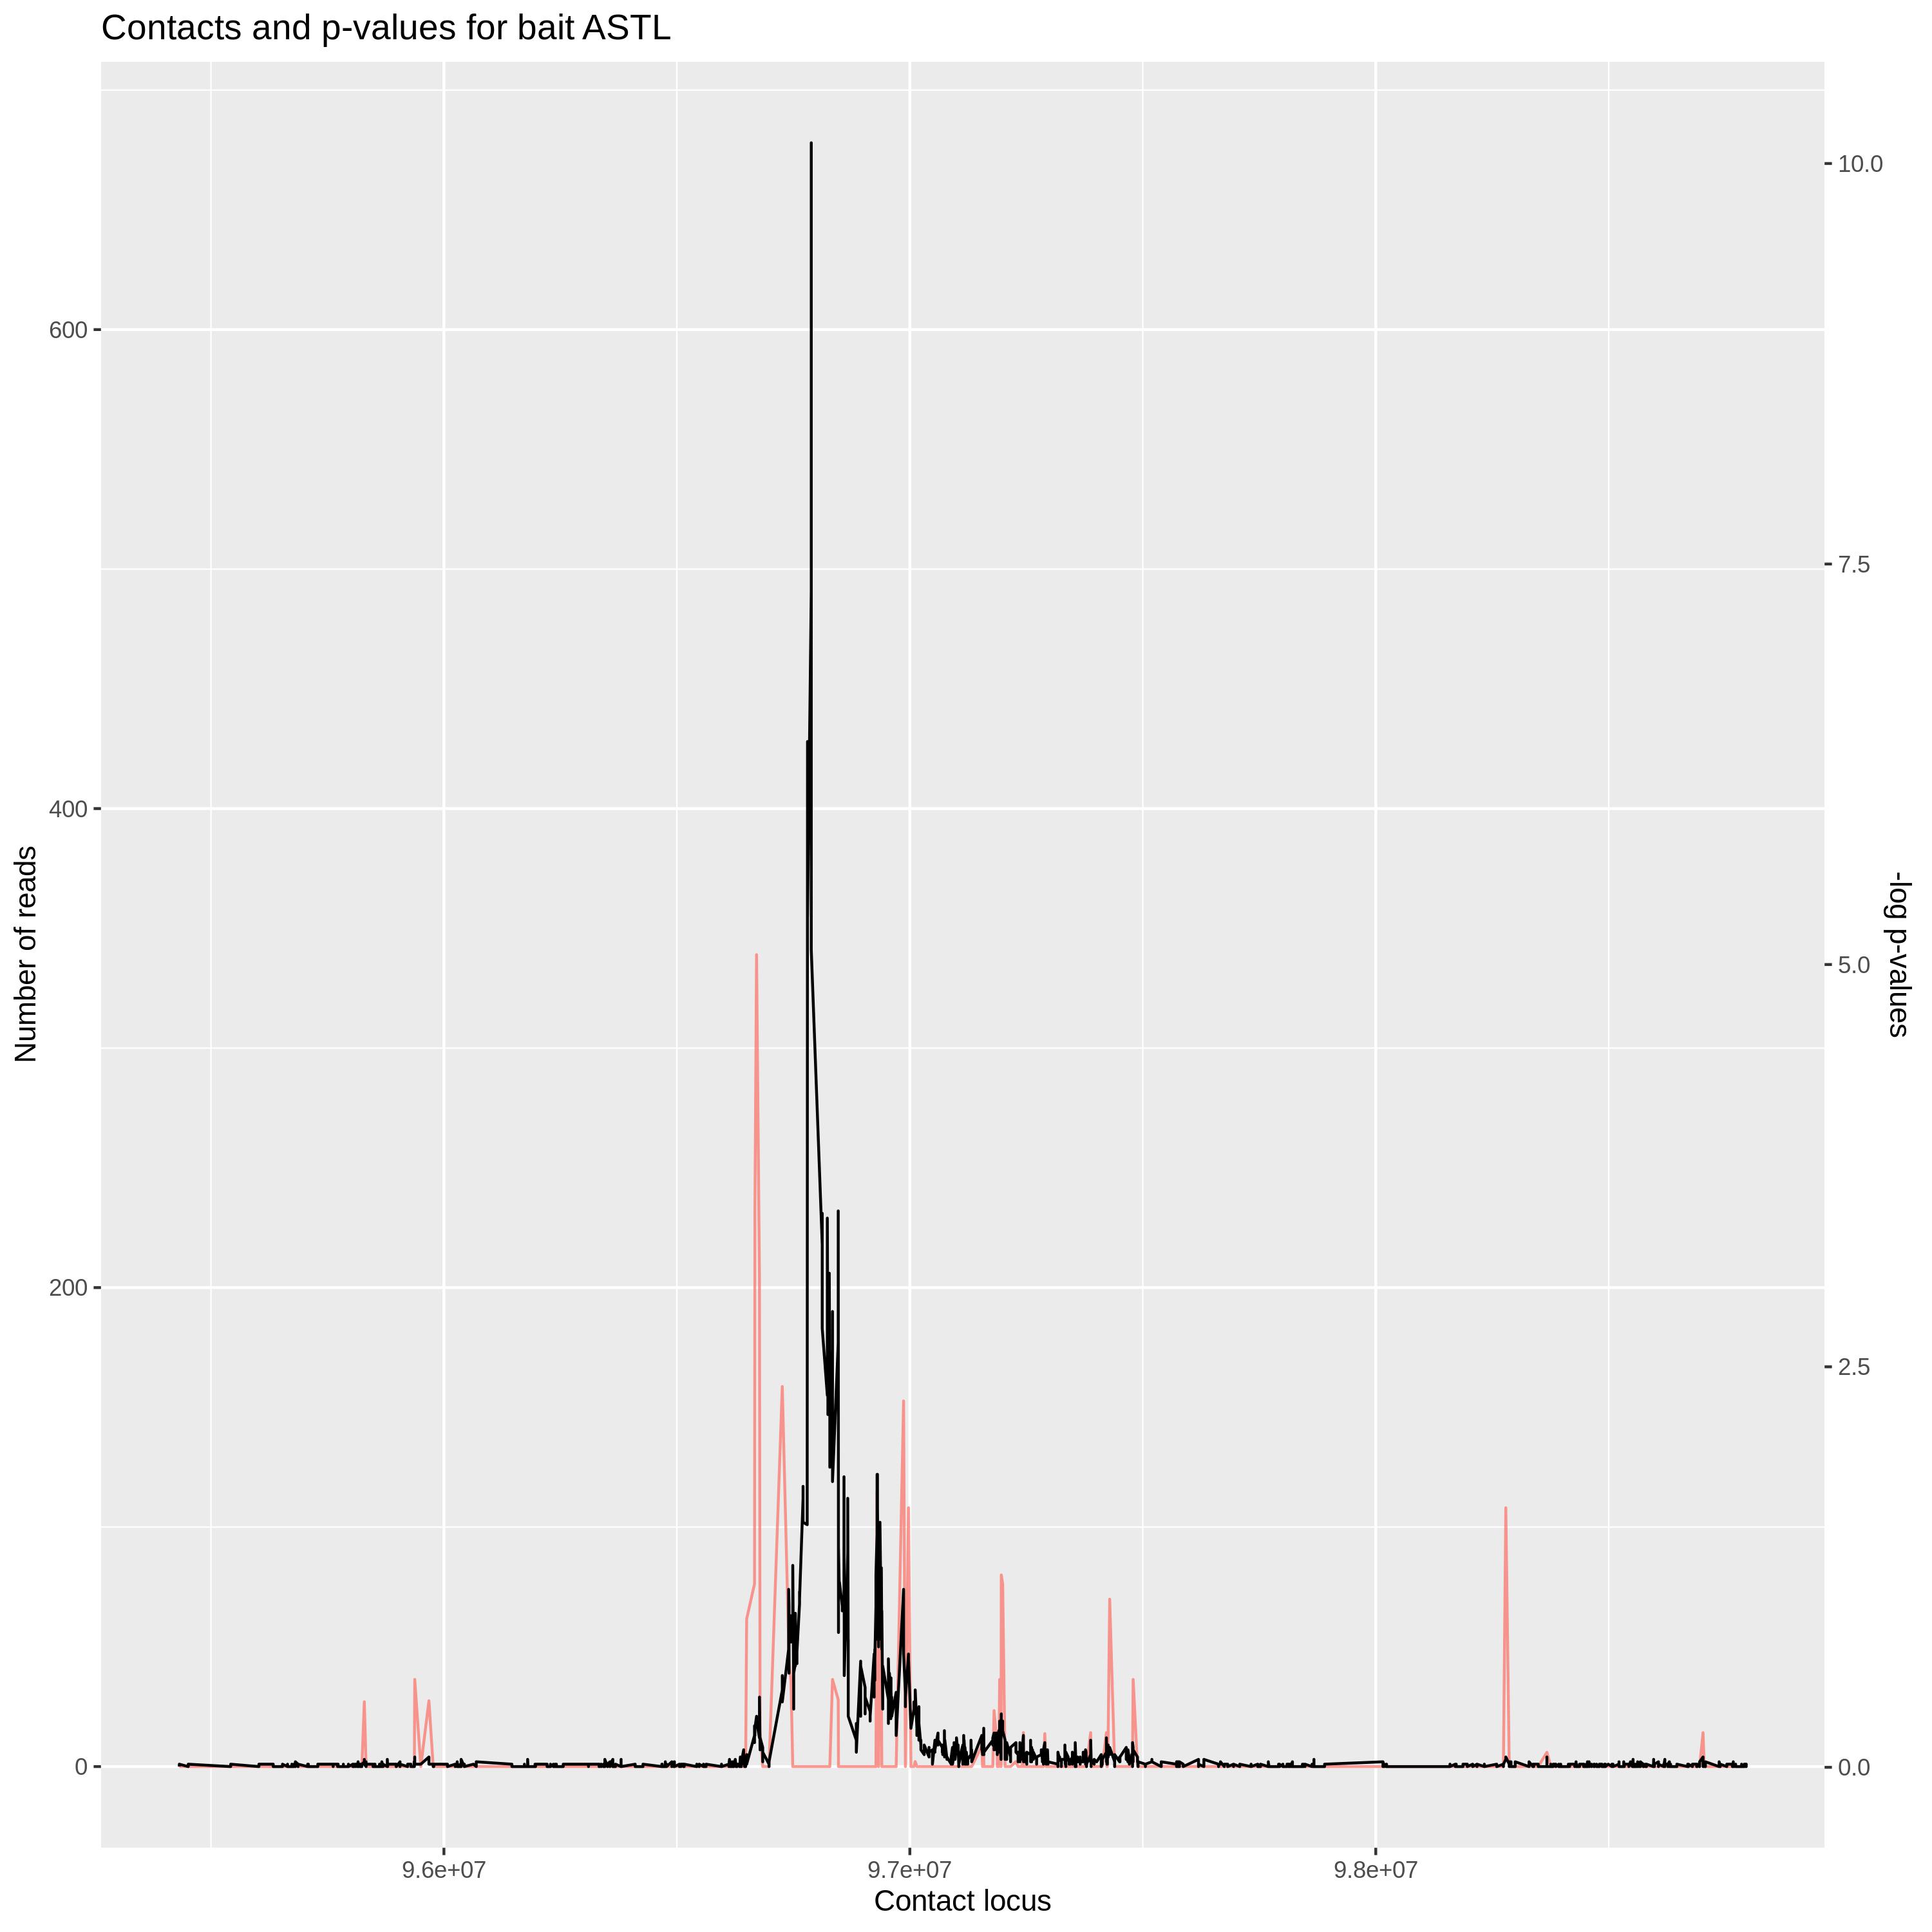 Contacts and p-values for bait ASTL
10.0
600
7.5
400
Number of reads
-log p-values
5.0
200
2.5
0
0.0
9.6e+07
9.7e+07
9.8e+07
Contact locus